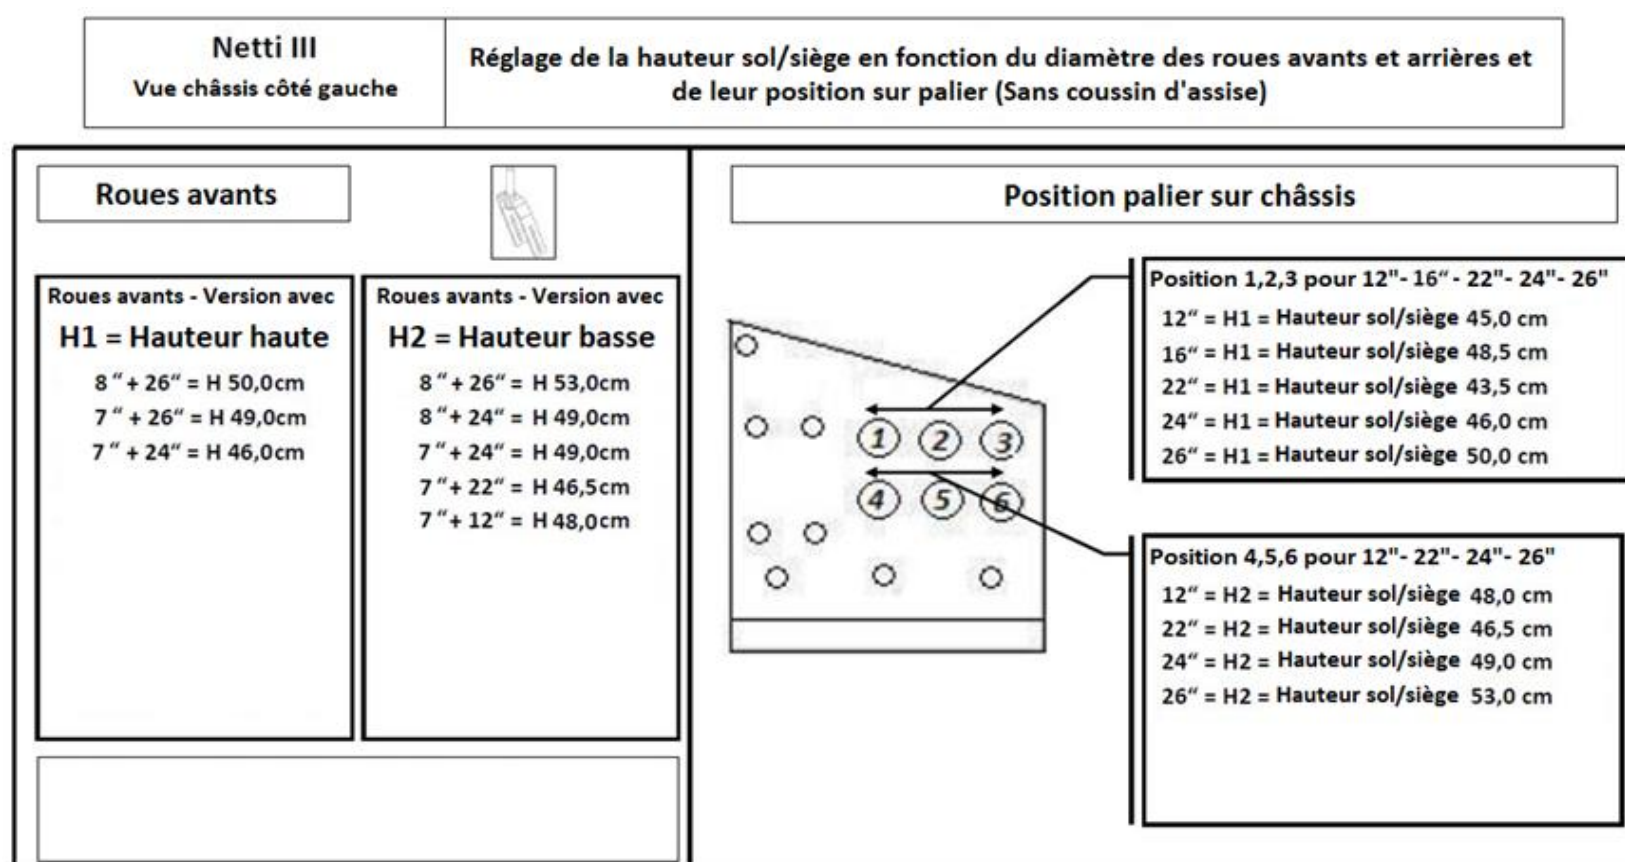 Netti III
Vue châssis côté gauche
Réglage de la hauteur sol/siège en fonction du diamètre des roues avants et arrières et
de leur position sur palier (Sans coussin d'assise)
Roues avants
Roues avants - Version avec
H1 = Hauteur haute
8 “ + 26“ = H 50,0cm
7 “ + 26“ = H 49,0cm
7 “ + 24“ = H 46,0cm
Roues avants - Version avec
H2 = Hauteur basse
8 “ + 26“ = H 53,0cm
8 “ + 24“ = H 49,0cm
7 “ + 24“ = H 49,0cm
7 “ + 22“ = H 46,5cm
7 “ + 12“ = H 48,0cm
Position palier sur châssis
1 2 3
4 5 6
Position 1,2,3 pour 12"- 16“ - 22"- 24"- 26"
12“ = H1 = Hauteur sol/siège 45,0 cm
16“ = H1 = Hauteur sol/siège 48,5 cm
22“ = H1 = Hauteur sol/siège 43,5 cm
24“ = H1 = Hauteur sol/siège 46,0 cm
26“ = H1 = Hauteur sol/siège 50,0 cm
Position 4,5,6 pour 12"- 22"- 24"- 26"
12“ = H2 = Hauteur sol/siège 48,0 cm
22“ = H2 = Hauteur sol/siège 46,5 cm
24“ = H2 = Hauteur sol/siège 49,0 cm
26“ = H2 = Hauteur sol/siège 53,0 cm